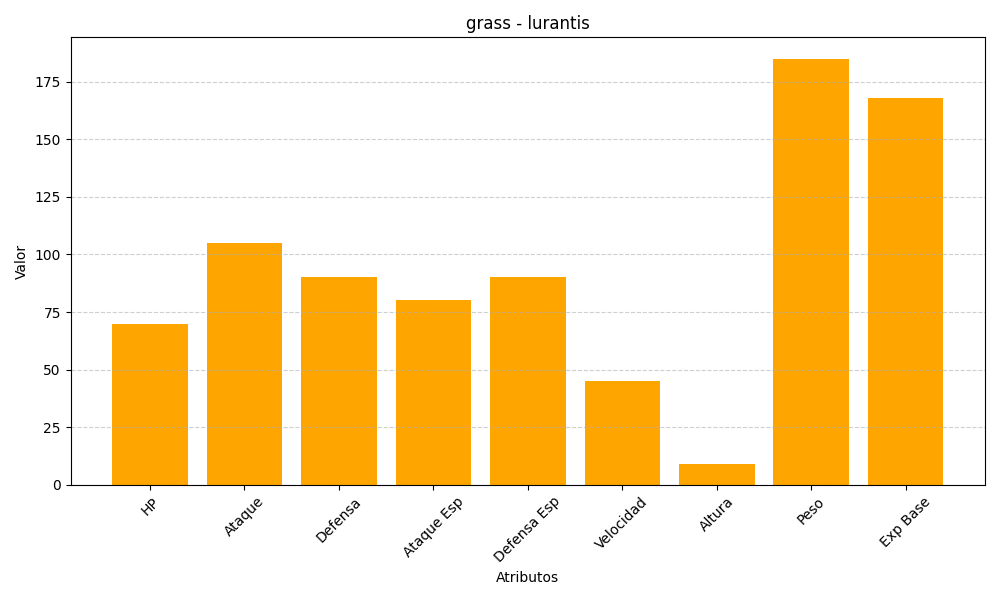 grass - lurantis
Valor
175
150
125
100
75
50
25
0
HP
Ataque
Defensa
Ataque Esp
Defensa Esp
Velocidad
Altura
Peso
Exp Base
Atributos